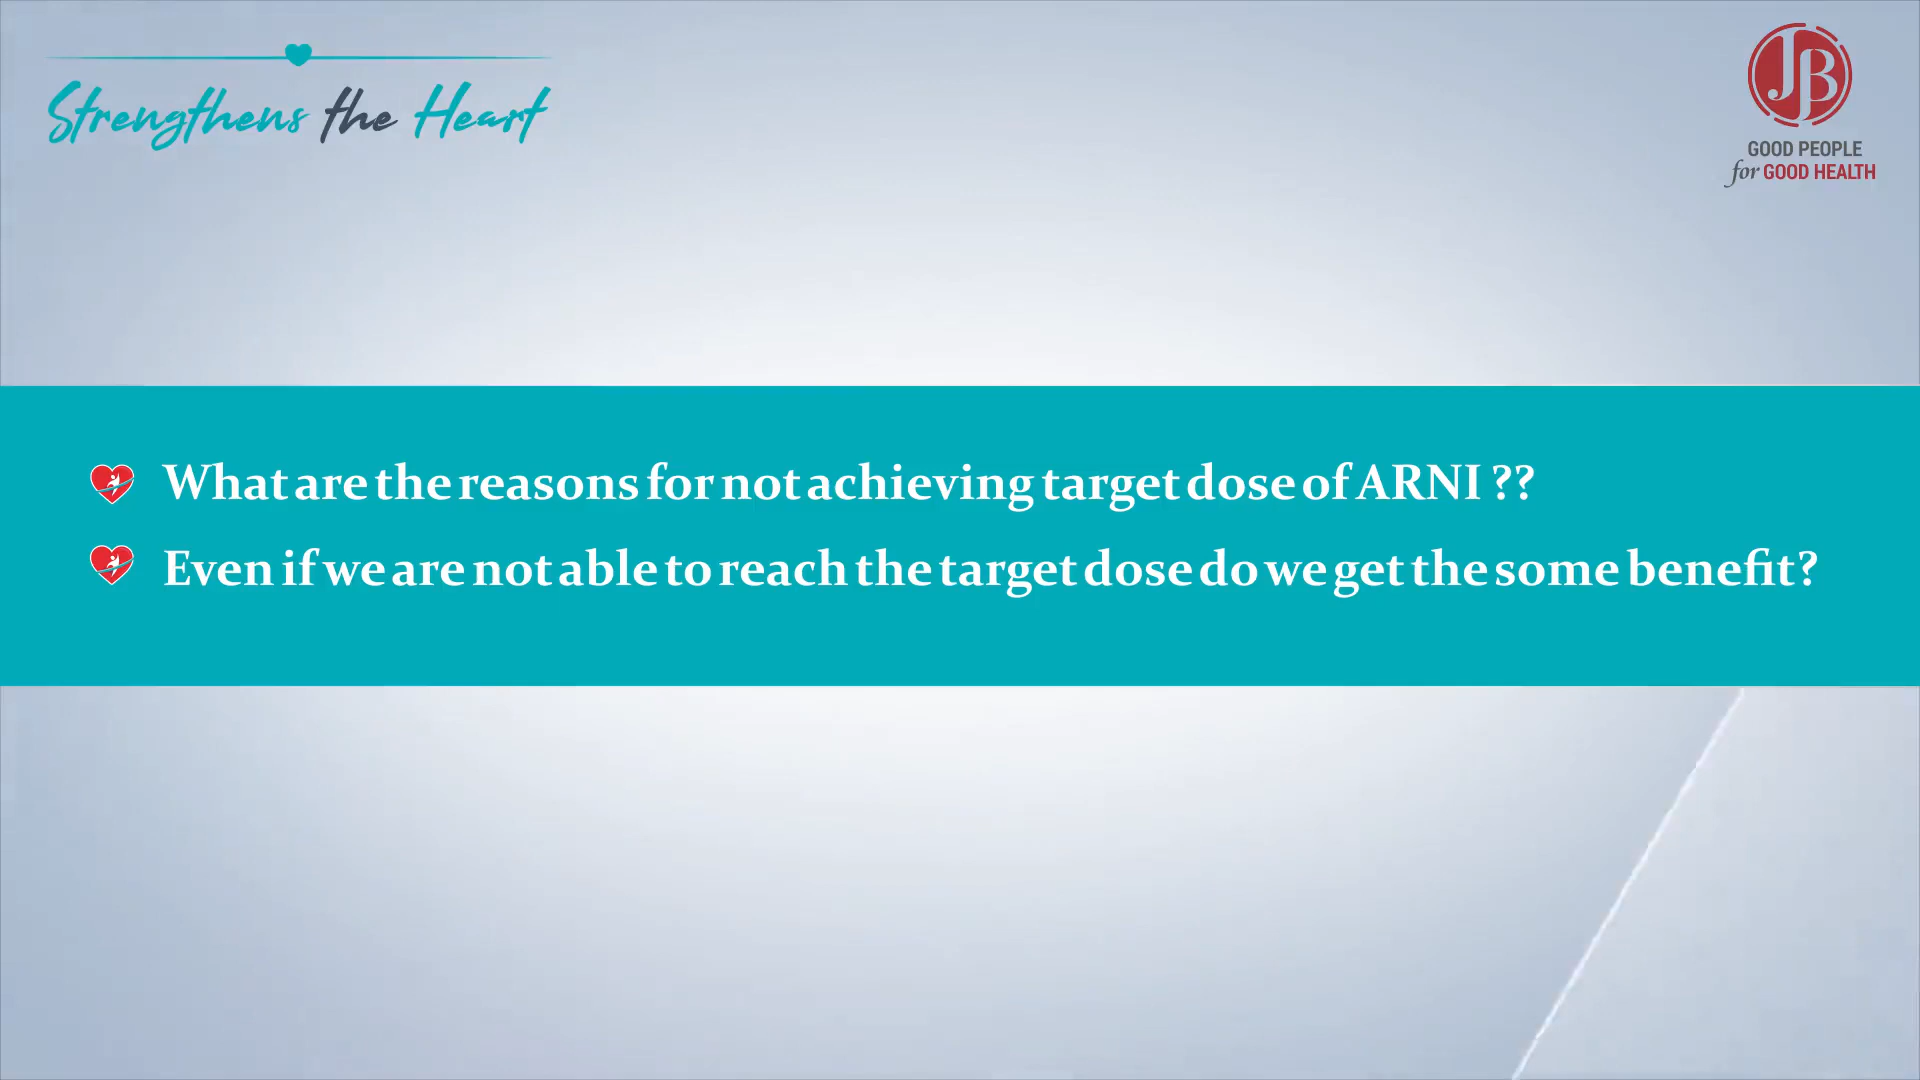 Strengthens the Heart
JB
GOOD PEOPLE
for GOOD HEALTH
What are the reasons for not achieving target dose of ARNI ??
Even if we are not able to reach the target dose do we get the some benefit?